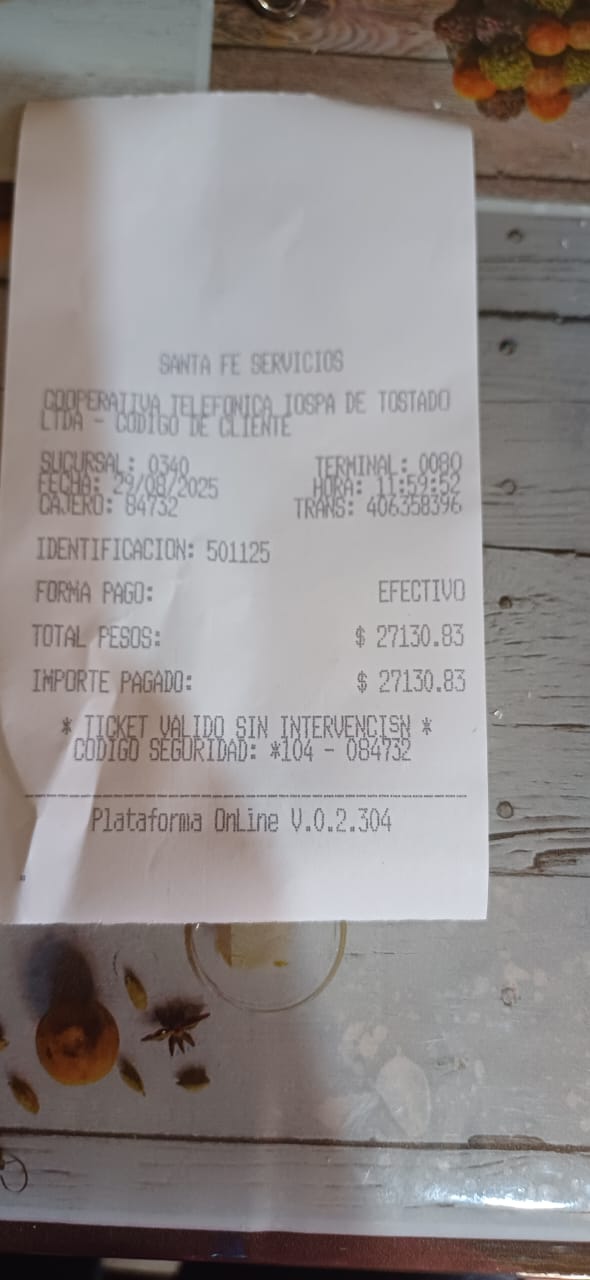 SANTA FE SERVICIOS
COOPERATIVA TELEFONICA IOSPA DE TOSTADO
LTDA - CODIGO DE CLIENTE
SUCURSAL: 0340 TERMINAL: 0080
FECHA: 29/08/2025 HORA: 11:59:52
CAJERO: 84732 TRANS: 406358396
IDENTIFICACION: 501125
FORMA PAGO: EFECTIVO
TOTAL PESOS: $ 27130.83
IMPORTE PAGADO: $ 27130.83
* TICKET VALIDO SIN INTERVENCISN *
CODIGO SEGURIDAD: *104 - 084732
Plataforma OnLine V.0.2.304